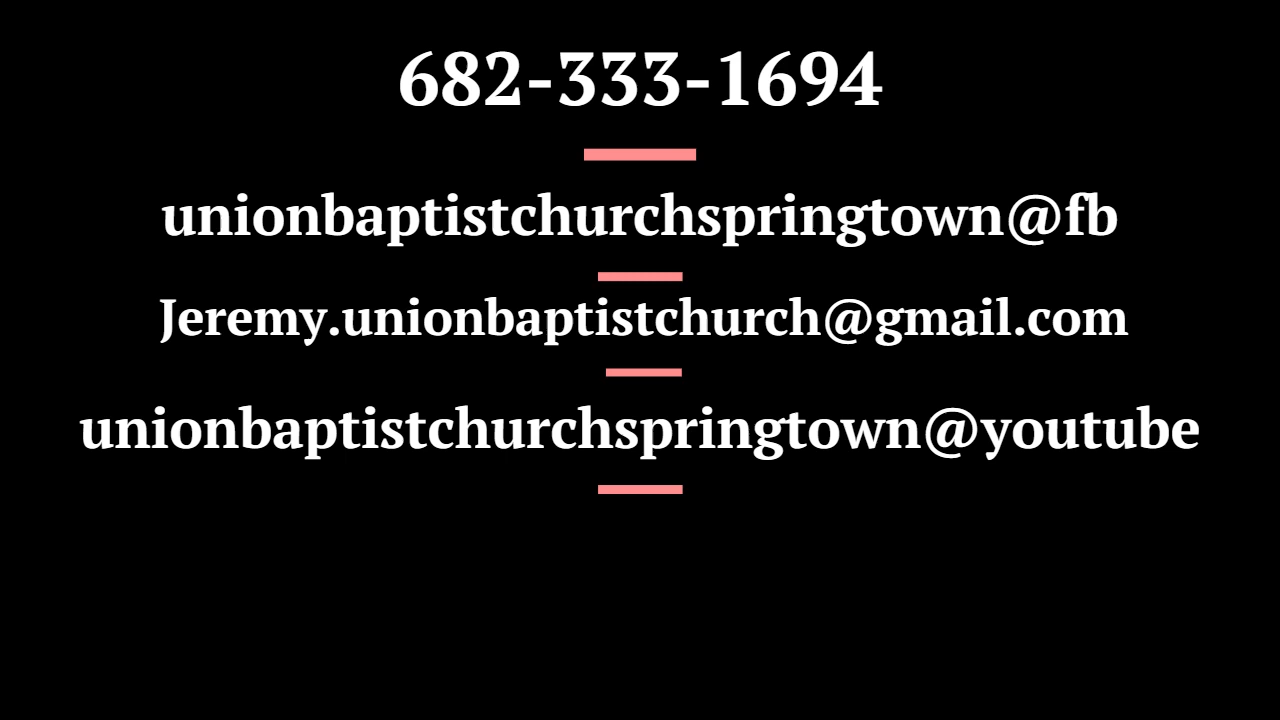 682-333-1694
unionbaptistchurchspringtown@fb
Jeremy.unionbaptistchurch@gmail.com
unionbaptistchurchspringtown@youtube